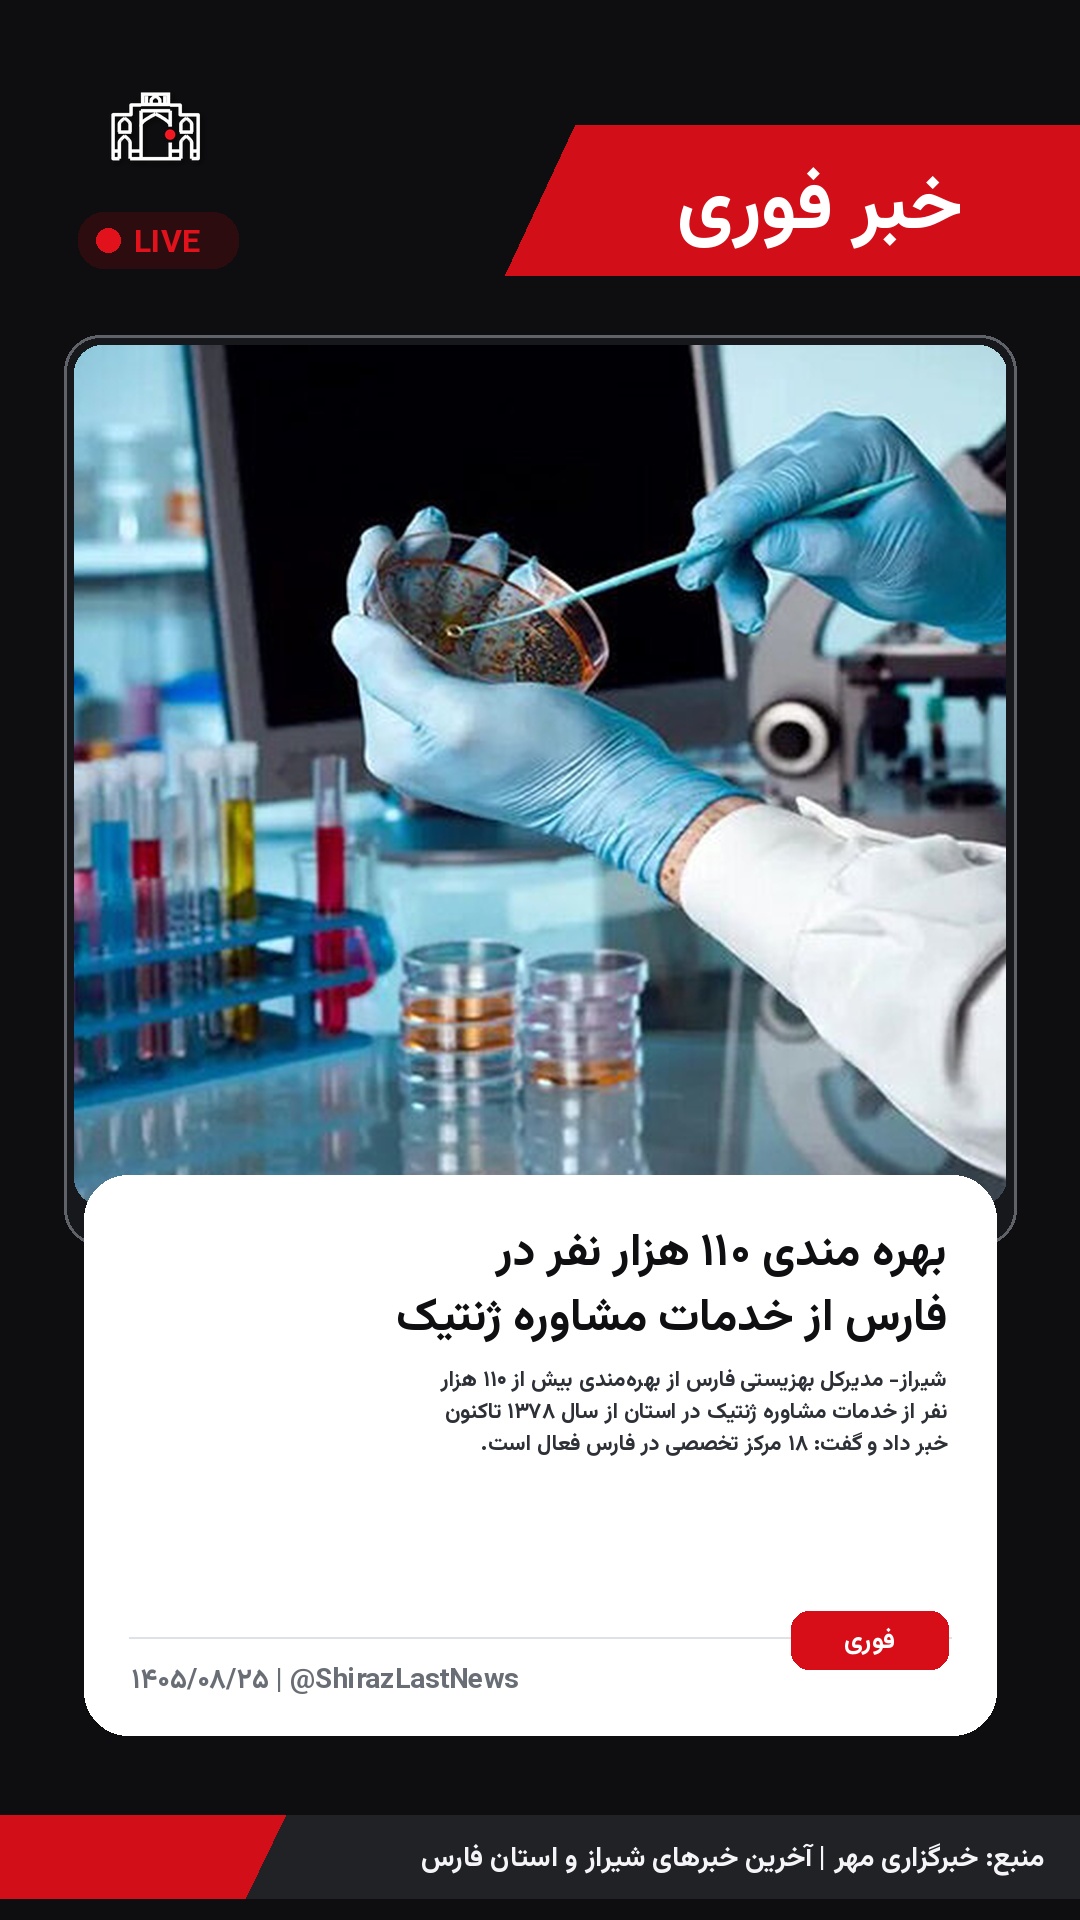 خبر فوری
LIVE
بهره مندی ۱۱۰ هزار نفر در
فارس از خدمات مشاوره ژنتیک
شیراز- مدیرکل بهزیستی فارس از بهره‌مندی بیش از ۱۱۰ هزار
نفر از خدمات مشاوره ژنتیک در استان از سال ۱۳۷۸ تاکنون
خبر داد و گفت: ۱۸ مرکز تخصصی در فارس فعال است.
فوری
۱۴۰۵/۰۸/۲۵ | @ShirazLastNews
منبع: خبرگزاری مهر | آخرین خبرهای شیراز و استان فارس